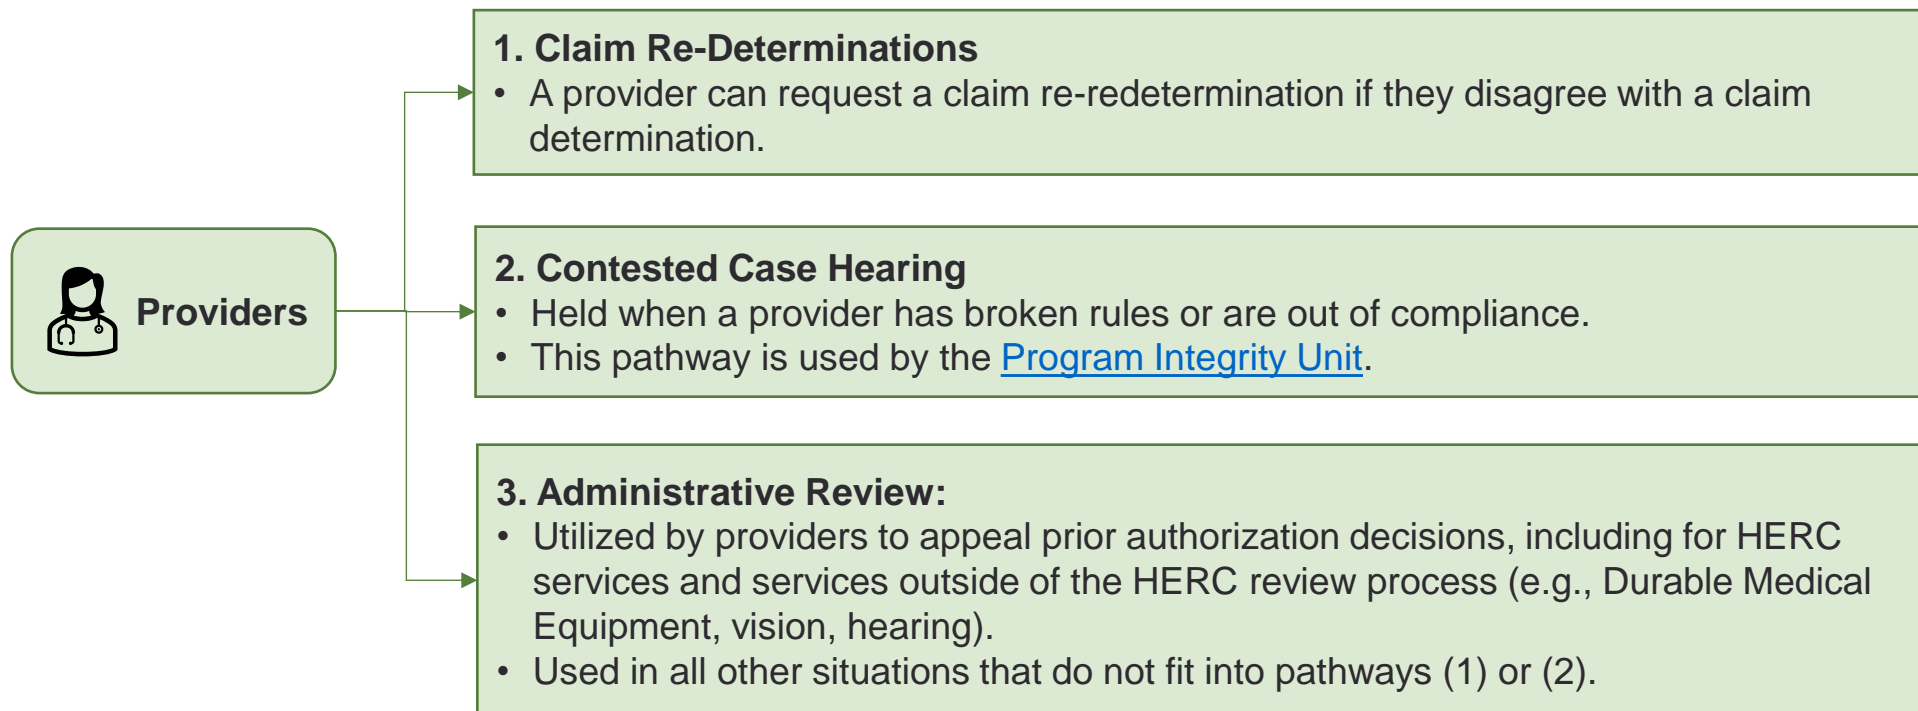 1. Claim Re-Determinations
• A provider can request a claim re-redetermination if they disagree with a claim
determination.
Providers
2. Contested Case Hearing
• Held when a provider has broken rules or are out of compliance.
• This pathway is used by the Program Integrity Unit.
3. Administrative Review:
• Utilized by providers to appeal prior authorization decisions, including for HERC
services and services outside of the HERC review process (e.g., Durable Medical
Equipment, vision, hearing).
• Used in all other situations that do not fit into pathways (1) or (2).